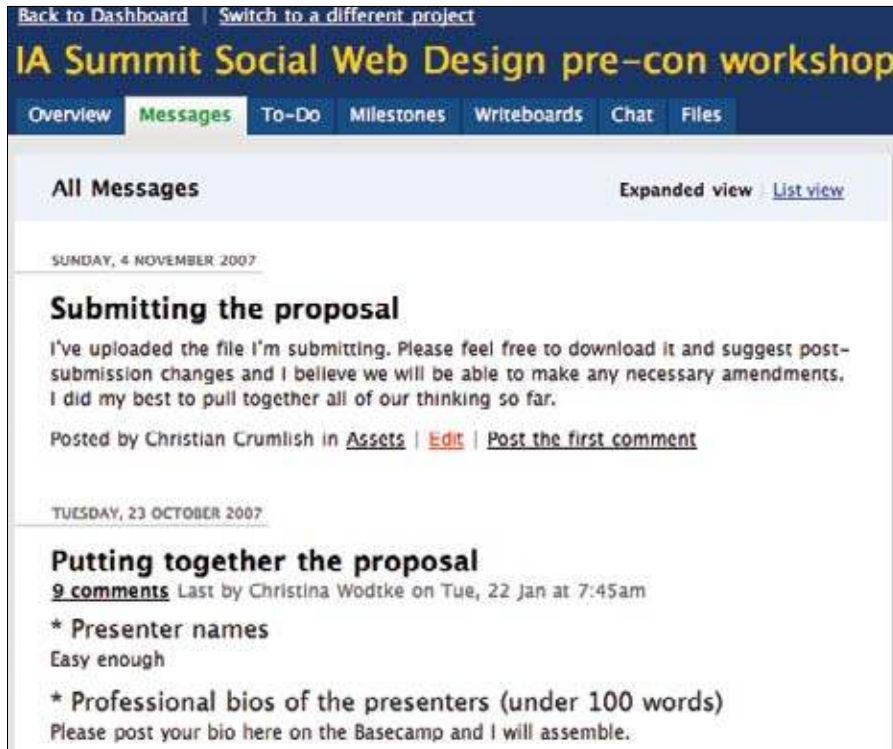 Back to Dashboard | Switch to a different project
IA Summit Social Web Design pre-con workshop
Overview Messages To-Do Milestones Writeboards Chat Files
All Messages Expanded view | List view
SUNDAY, 4 NOVEMBER 2007
Submitting the proposal
I've uploaded the file I'm submitting. Please feel free to download it and suggest post-
submission changes and I believe we will be able to make any necessary amendments.
I did my best to pull together all of our thinking so far.
Posted by Christian Crumlish in Assets | Edit | Post the first comment
TUESDAY, 23 OCTOBER 2007
Putting together the proposal
9 comments Last by Christina Wodtke on Tue, 22 Jan at 7:45am
* Presenter names
Easy enough
* Professional bios of the presenters (under 100 words)
Please post your bio here on the Basecamp and I will assemble.